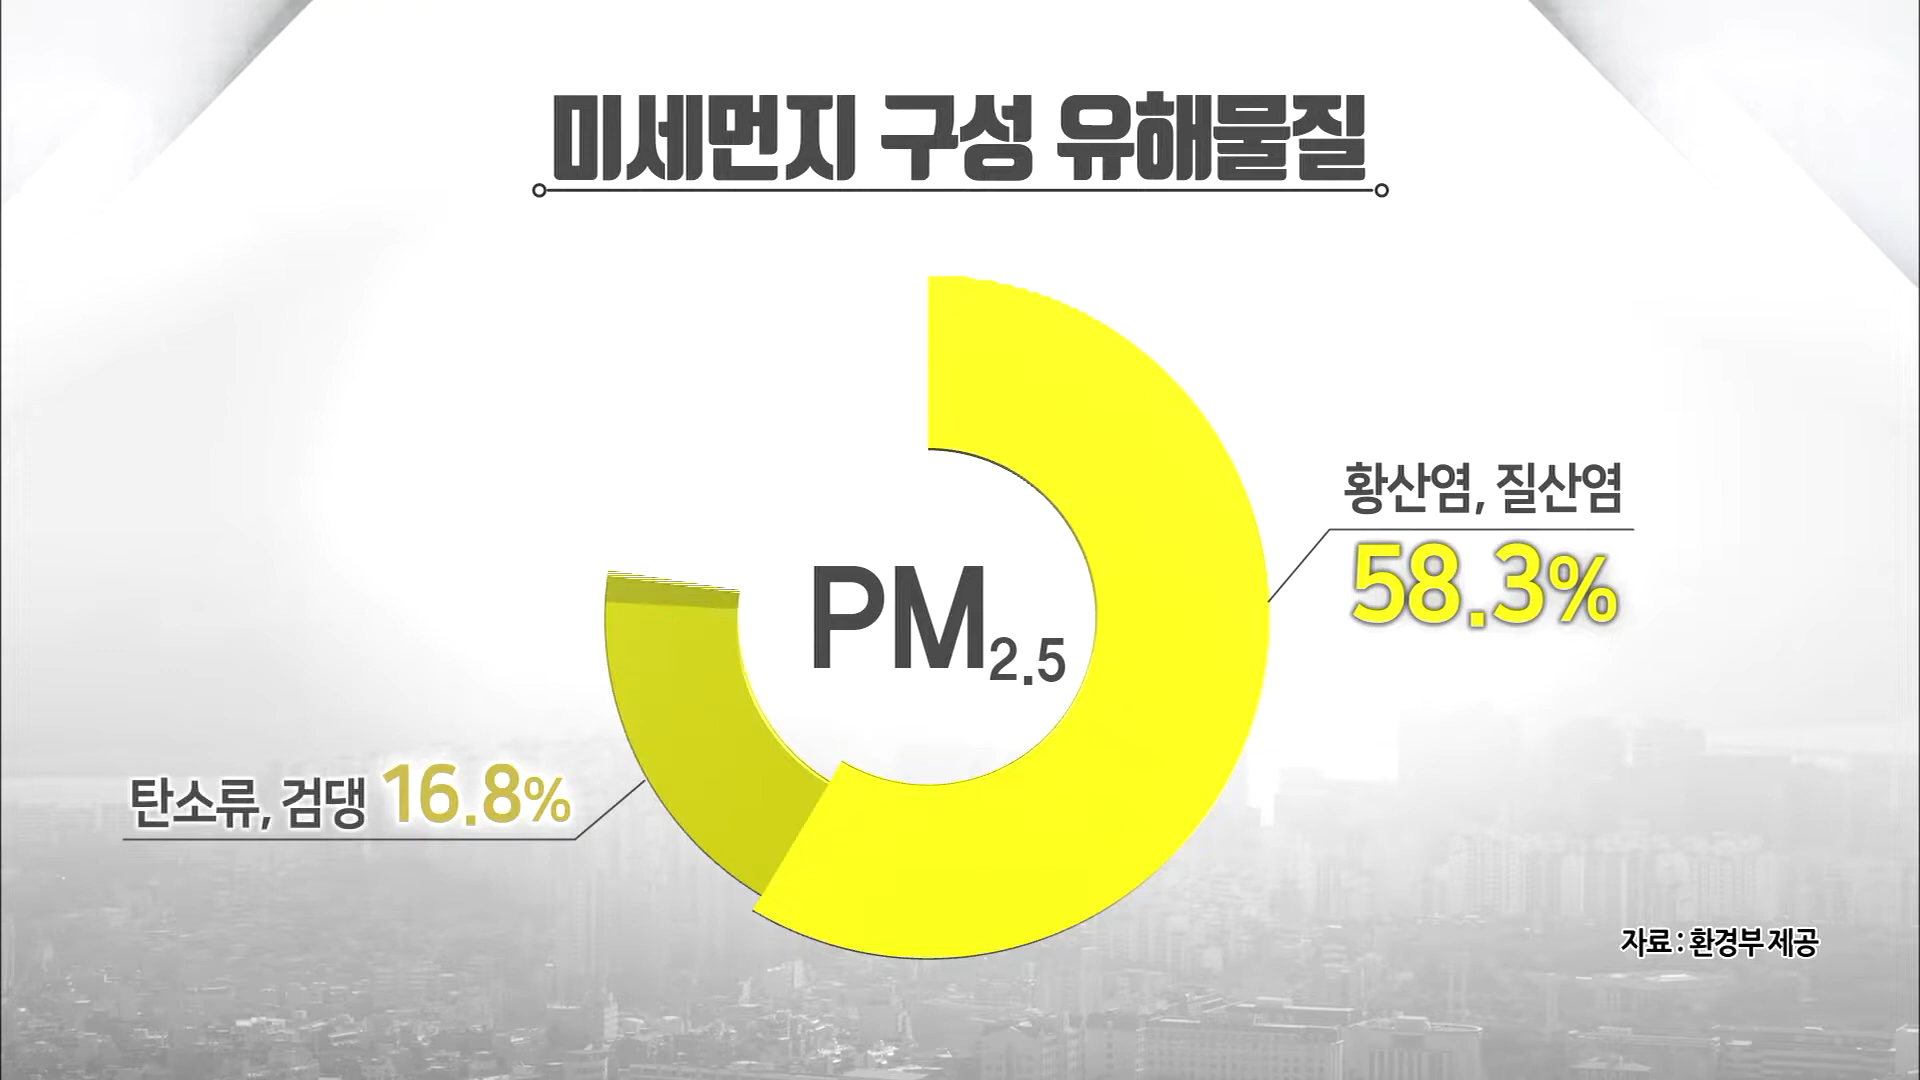 미세먼지 구성 유해물질
황산염, 질산염
58.3%
PM2.5
탄소류, 검댕 16.8%
자료 : 환경부 제공